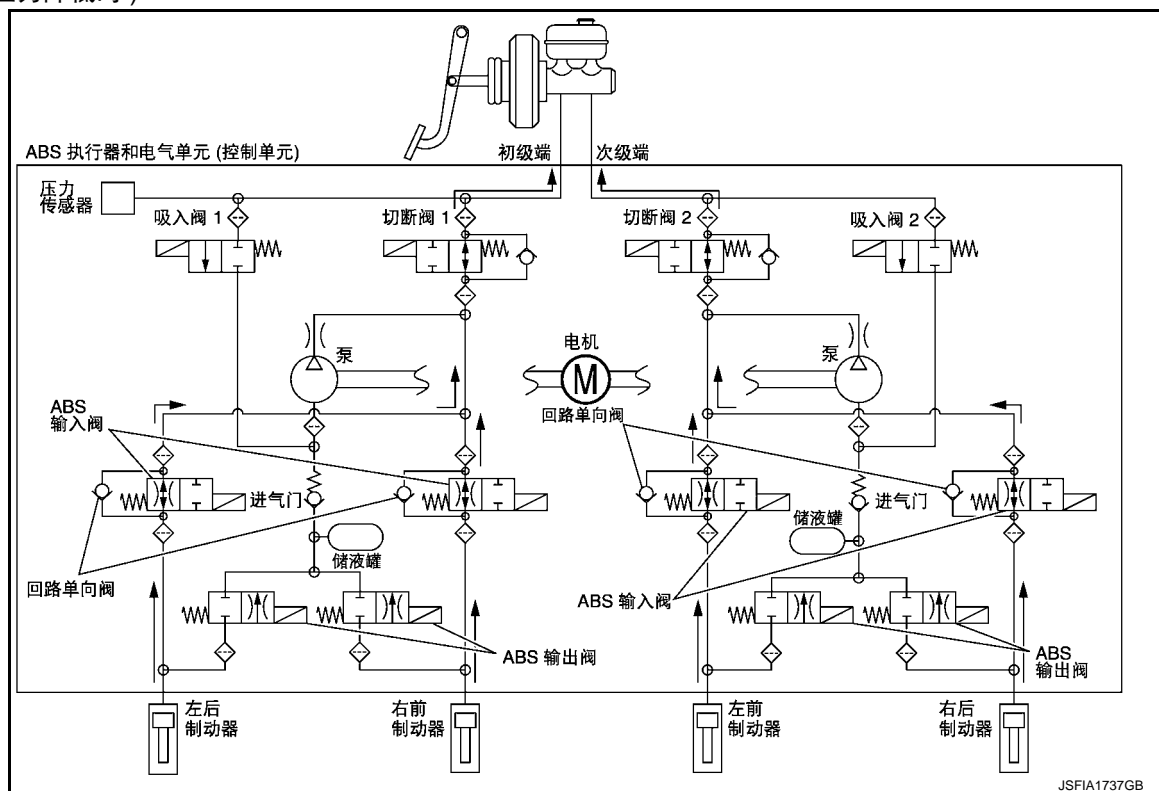 ABS 执行器和电气单元 (控制单元)
初级端
次级端
压力
传感器
吸入阀 1
切断阀 1
切断阀 2
吸入阀 2
泵
电机
M
泵
ABS
输入阀
回路单向阀
进气门
进气门
储液罐
储液罐
回路单向阀
ABS 输入阀
ABS 输出阀
ABS
输出阀
左后
制动器
右前
制动器
左前
制动器
右后
制动器
JSFIA1737GB